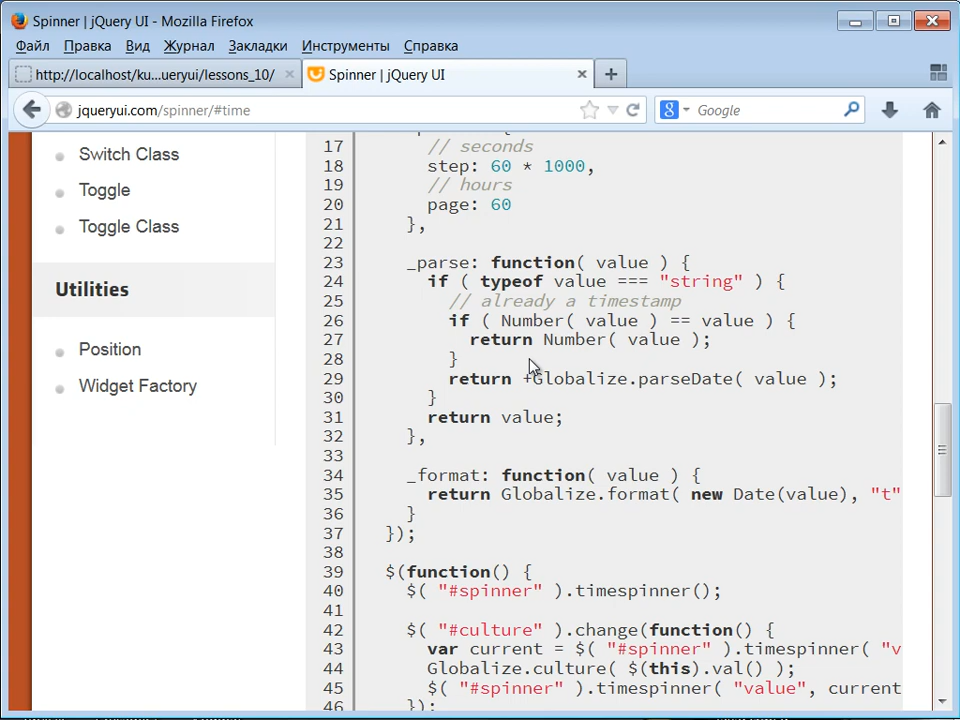 Spinner | jQuery UI - Mozilla Firefox
Файл Правка Вид Журнал Закладки Инструменты Справка
http://localhost/ku...ueryui/lessons_10/ × Spinner | jQuery UI × +
jqueryui.com/spinner/#time Google
Switch Class
Toggle
Toggle Class
Utilities
Position
Widget Factory
17 // seconds
18 step: 60 * 1000,
19 // hours
20 page: 60
21 },
22
23 _parse: function( value ) {
24 if ( typeof value === "string" ) {
25 // already a timestamp
26 if ( Number( value ) == value ) {
27 return Number( value );
28 }
29 return +Globalize.parseDate( value );
30 }
31 return value;
32 },
33
34 _format: function( value ) {
35 return Globalize.format( new Date(value), "t"
36 }
37 });
38
39 $(function() {
40 $( "#spinner" ).timespinner();
41
42 $( "#culture" ).change(function() {
43 var current = $( "#spinner" ).timespinner( "v
44 Globalize.culture( $(this).val() );
45 $( "#spinner" ).timespinner( "value", current
46 });